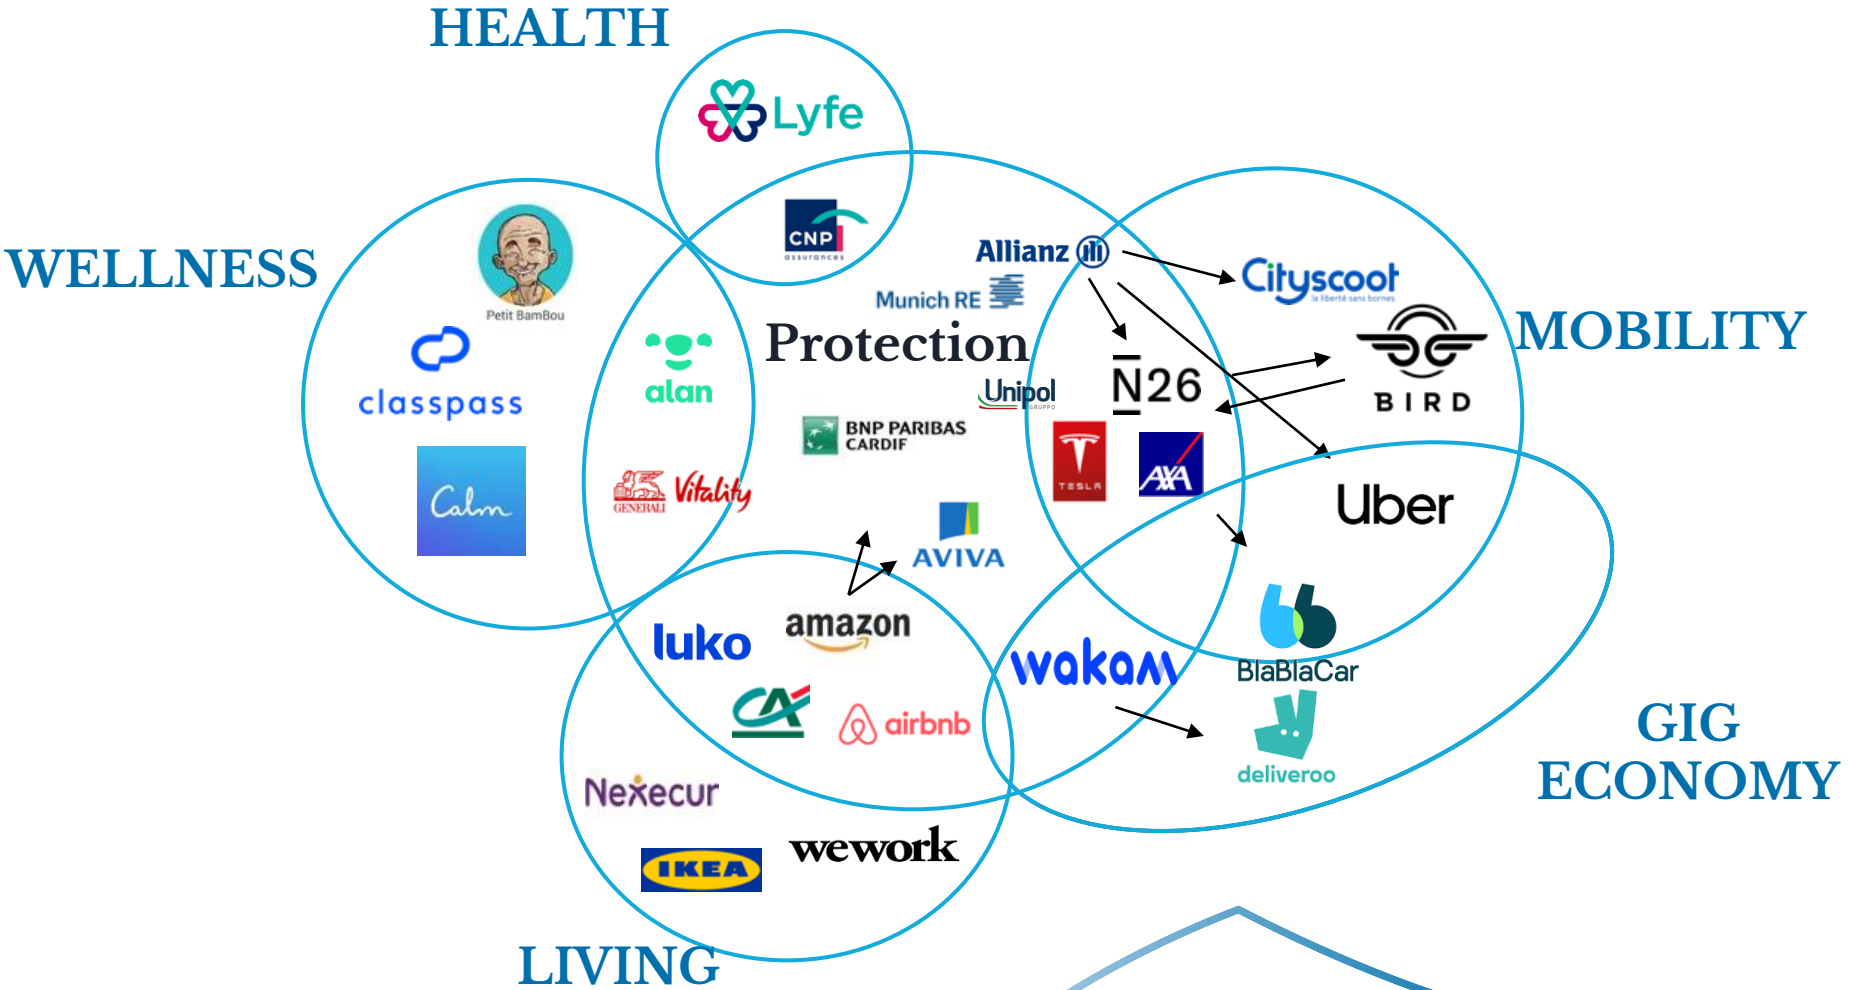 HEALTH
Lyfe
WELLNESS
Petit BamBou
classpass
Calm
CNP
assurances
Allianz
Munich RE
Protection
alan
Unipol
GRUPPO
BNP PARIBAS
CARDIF
GENERALI
Vitality
AVIVA
Cityscoot
la liberté sans bornes
MOBILITY
N26
BIRD
TESLA
AXA
Uber
luko
amazon
CA
airbnb
wakam
BlaBlaCar
deliveroo
GIG
ECONOMY
Nexecur
IKEA
wework
LIVING